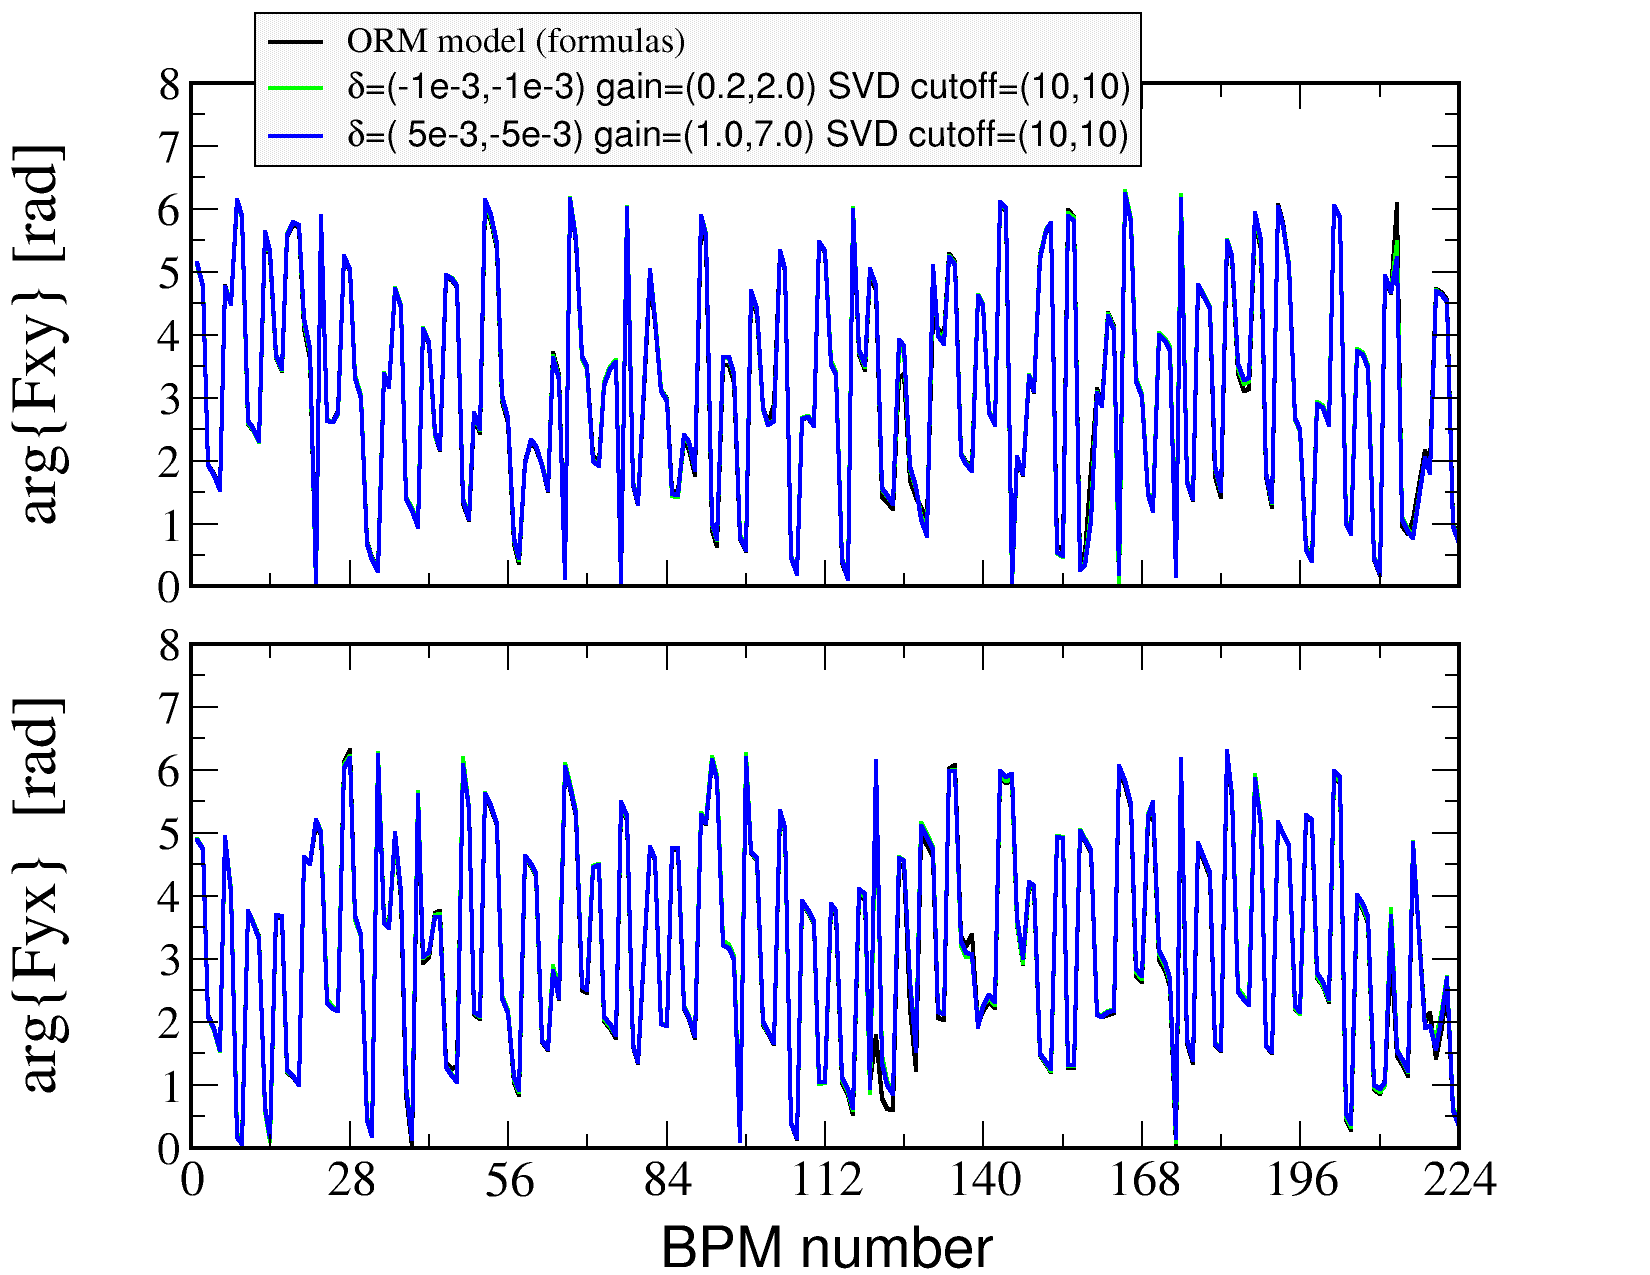 ORM model (formulas)
δ=(-1e-3,-1e-3) gain=(0.2,2.0) SVD cutoff=(10,10)
δ=( 5e-3,-5e-3) gain=(1.0,7.0) SVD cutoff=(10,10)
8
7
6
5
4
3
2
1
0
arg{Fxy} [rad]
8
7
6
5
4
3
2
1
0
arg{Fyx} [rad]
0 28 56 84 112 140 168 196 224
BPM number